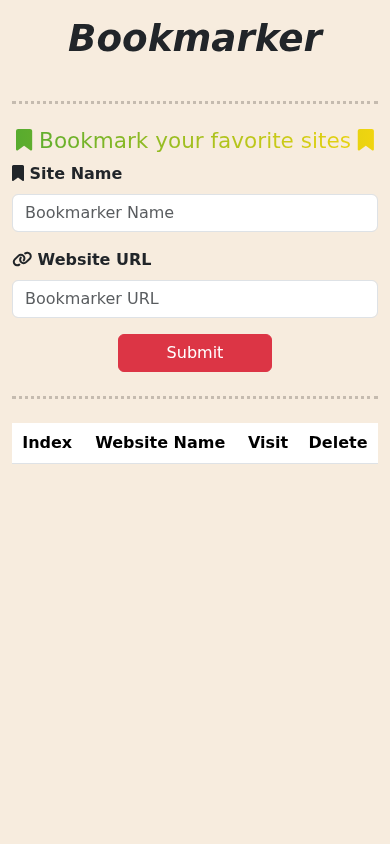 Bookmarker
Bookmark your favorite sites
Site Name
Bookmarker Name
Website URL
Bookmarker URL
Submit
Index Website Name Visit Delete